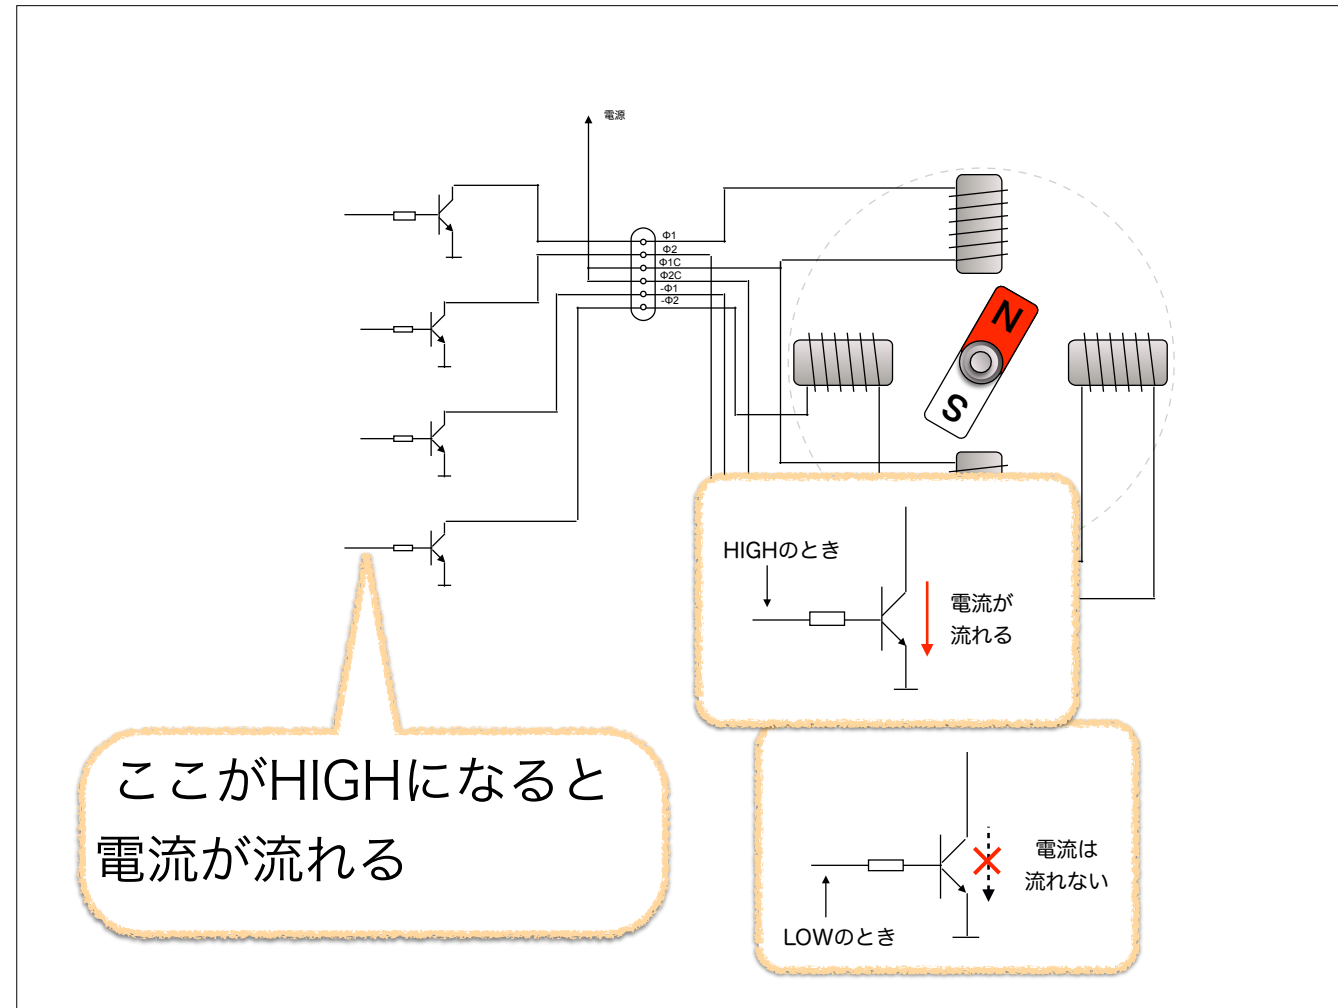 電源
Φ1
Φ2
Φ1C
Φ2C
-Φ1
-Φ2
N
S
HIGHのとき
電流が
流れる
ここがHIGHになると
電流が流れる
電流は
流れない
LOWのとき